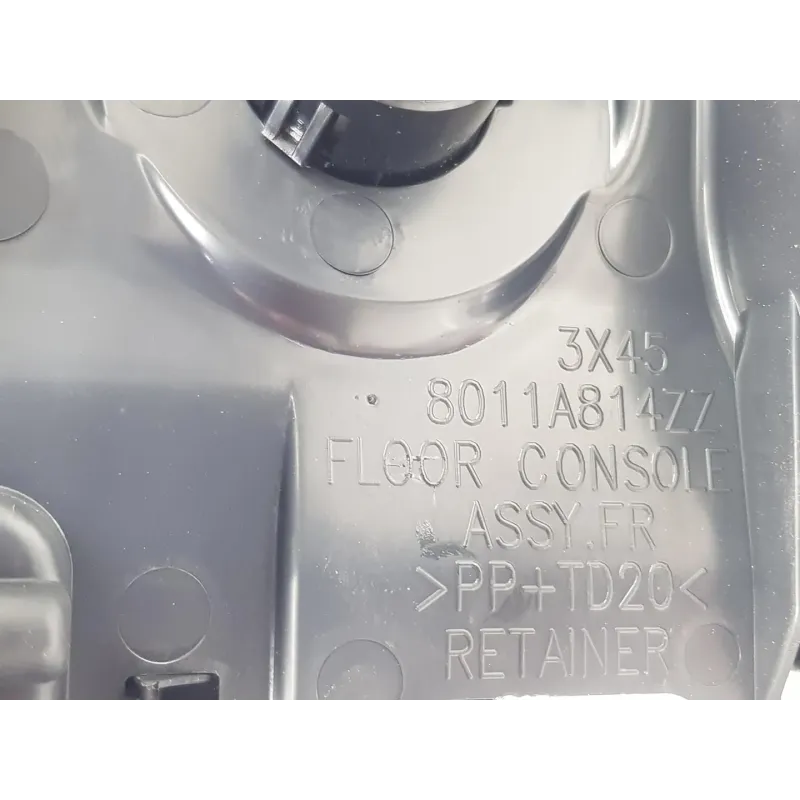 3X45
8011A814ZZ
FLOOR CONSOLE
ASSY.FR
>PP+TD20<
RETAINER